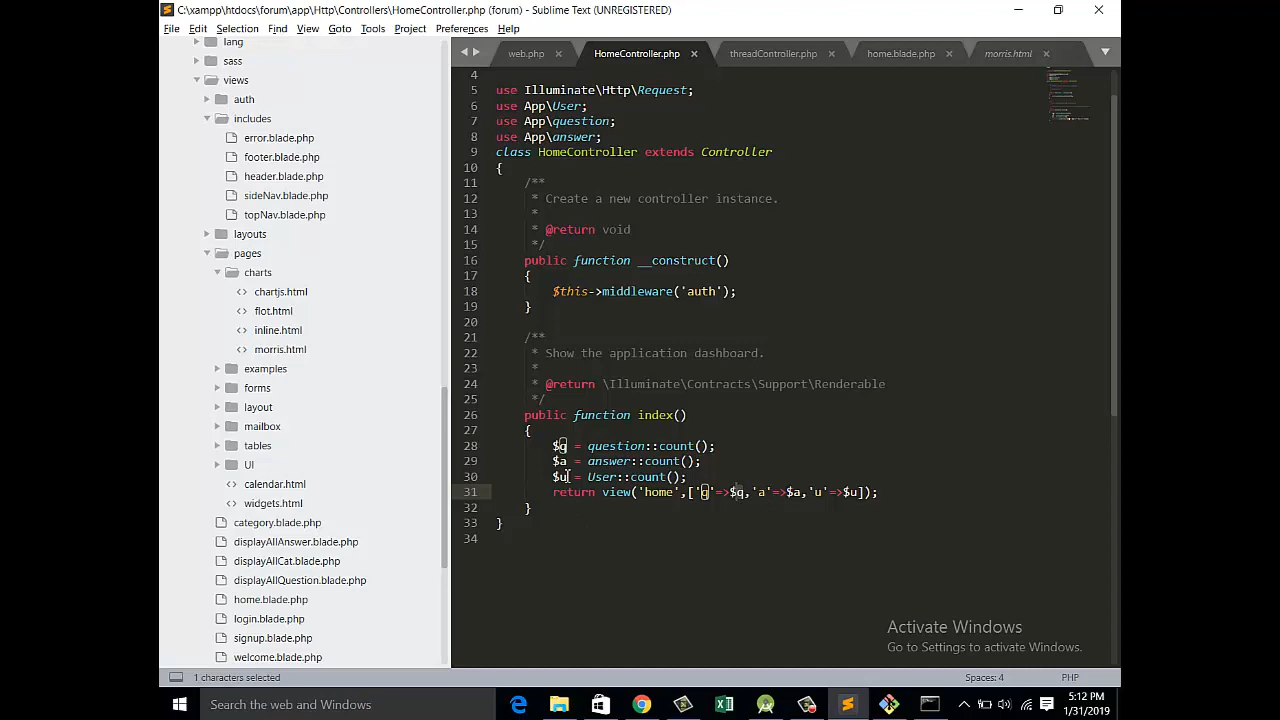 C:\xampp\htdocs\forum\app\Http\Controllers\HomeController.php (forum) - Sublime Text (UNREGISTERED)
File Edit Selection Find View Goto Tools Project Preferences Help
lang
sass
views
auth
includes
error.blade.php
footer.blade.php
header.blade.php
sideNav.blade.php
topNav.blade.php
layouts
pages
charts
chartjs.html
flot.html
inline.html
morris.html
examples
forms
layout
mailbox
tables
UI
calendar.html
widgets.html
category.blade.php
displayAllAnswer.blade.php
displayAllCat.blade.php
displayAllQuestion.blade.php
home.blade.php
login.blade.php
signup.blade.php
welcome.blade.php
web.php HomeController.php threadController.php home.blade.php morris.html
4
5 use Illuminate\Http\Request;
6 use App\User;
7 use App\question;
8 use App\answer;
9 class HomeController extends Controller
10 {
11 /**
12 * Create a new controller instance.
13 *
14 * @return void
15 */
16 public function __construct()
17 {
18 $this->middleware('auth');
19 }
20
21 /**
22 * Show the application dashboard.
23 *
24 * @return \Illuminate\Contracts\Support\Renderable
25 */
26 public function index()
27 {
28 $q = question::count();
29 $a = answer::count();
30 $u = User::count();
31 return view('home',['q'=>$q,'a'=>$a,'u'=>$u]);
32 }
33 }
34
Activate Windows
Go to Settings to activate Windows.
1 characters selected Spaces: 4 PHP
Search the web and Windows
5:12 PM
1/31/2019